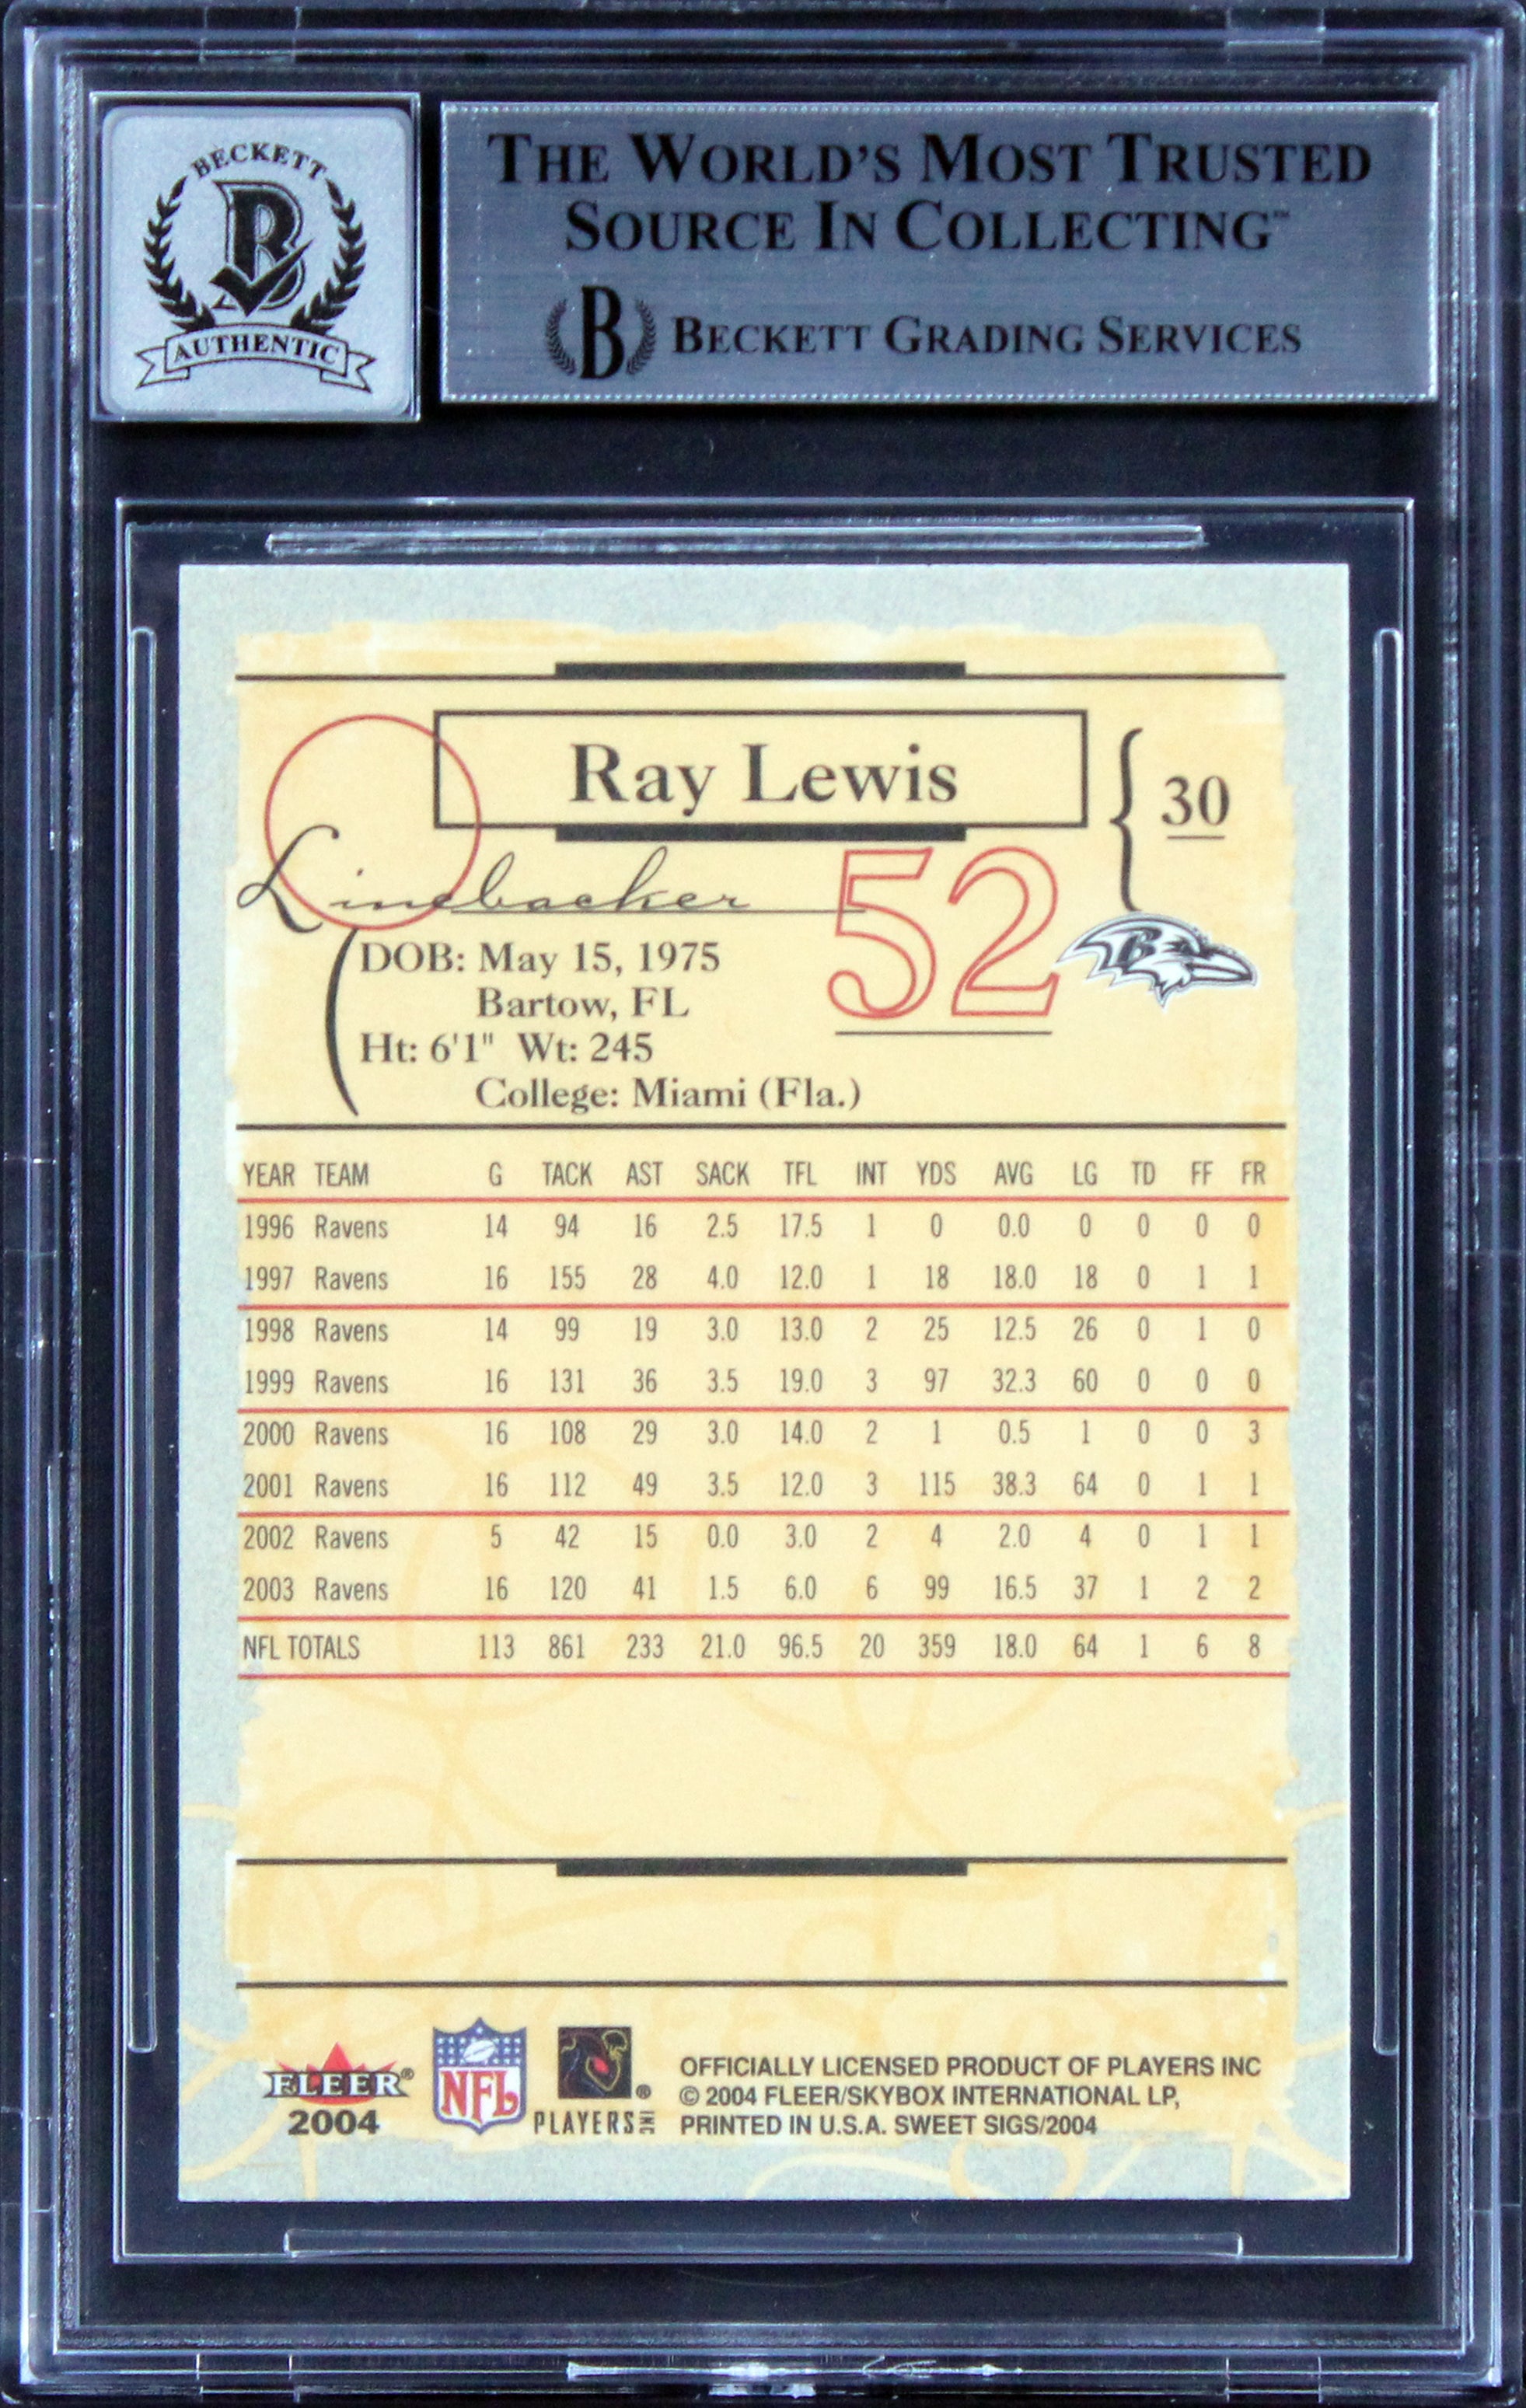 BECKETT
B
AUTHENTIC
THE WORLD'S MOST TRUSTED
SOURCE IN COLLECTING™
B BECKETT GRADING SERVICES
Ray Lewis
30
Linebacker
52
B
DOB: May 15, 1975
Bartow, FL
Ht: 6'1" Wt: 245
College: Miami (Fla.)
YEAR TEAM G TACK AST SACK TFL INT YDS AVG LG TD FF FR
1996 Ravens 14 94 16 2.5 17.5 1 0 0.0 0 0 0 0
1997 Ravens 16 155 28 4.0 12.0 1 18 18.0 18 0 1 1
1998 Ravens 14 99 19 3.0 13.0 2 25 12.5 26 0 1 0
1999 Ravens 16 131 36 3.5 19.0 3 97 32.3 60 0 0 0
2000 Ravens 16 108 29 3.0 14.0 2 1 0.5 1 0 0 3
2001 Ravens 16 112 49 3.5 12.0 3 115 38.3 64 0 1 1
2002 Ravens 5 42 15 0.0 3.0 2 4 2.0 4 0 1 1
2003 Ravens 16 120 41 1.5 6.0 6 99 16.5 37 1 2 2
NFL TOTALS 113 861 233 21.0 96.5 20 359 18.0 64 1 6 8
FLEER®
2004
NFL
®
PLAYERS INC
OFFICIALLY LICENSED PRODUCT OF PLAYERS INC
© 2004 FLEER/SKYBOX INTERNATIONAL LP,
PRINTED IN U.S.A. SWEET SIGS/2004